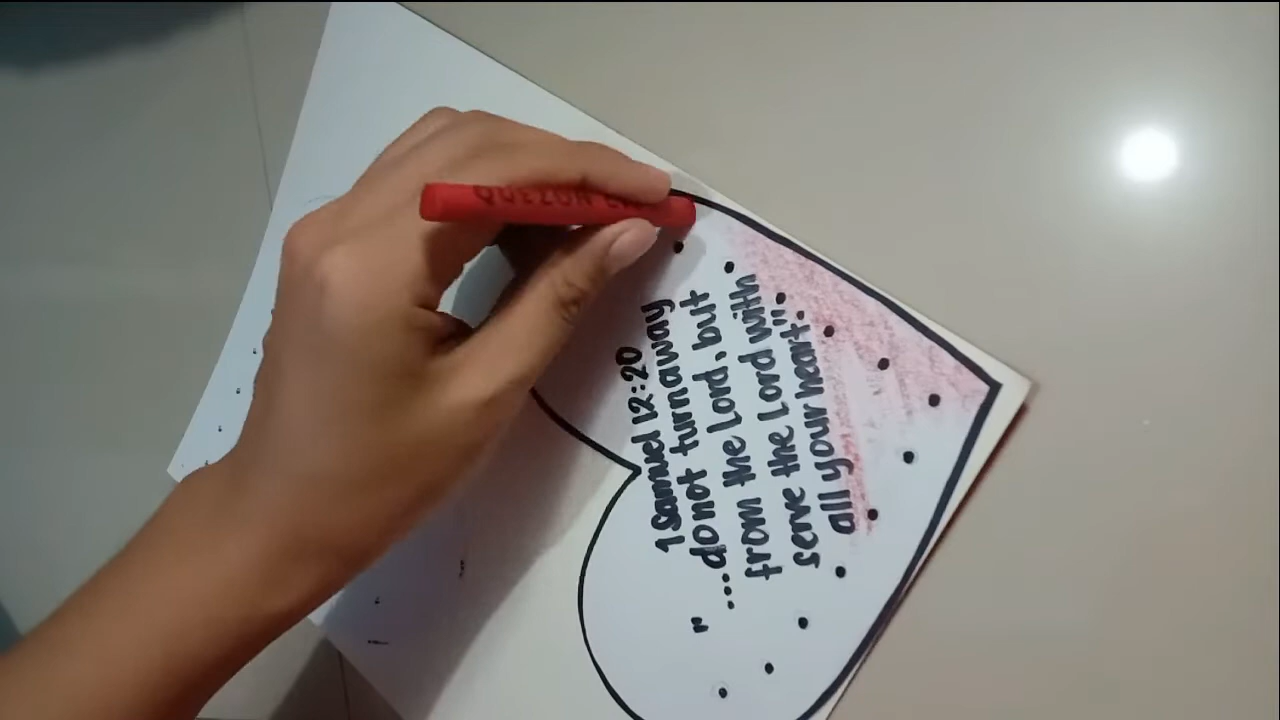 1 Samuel 12:20
"...do not turn away
from the Lord, but
serve the Lord with
all your heart."
QUEZON